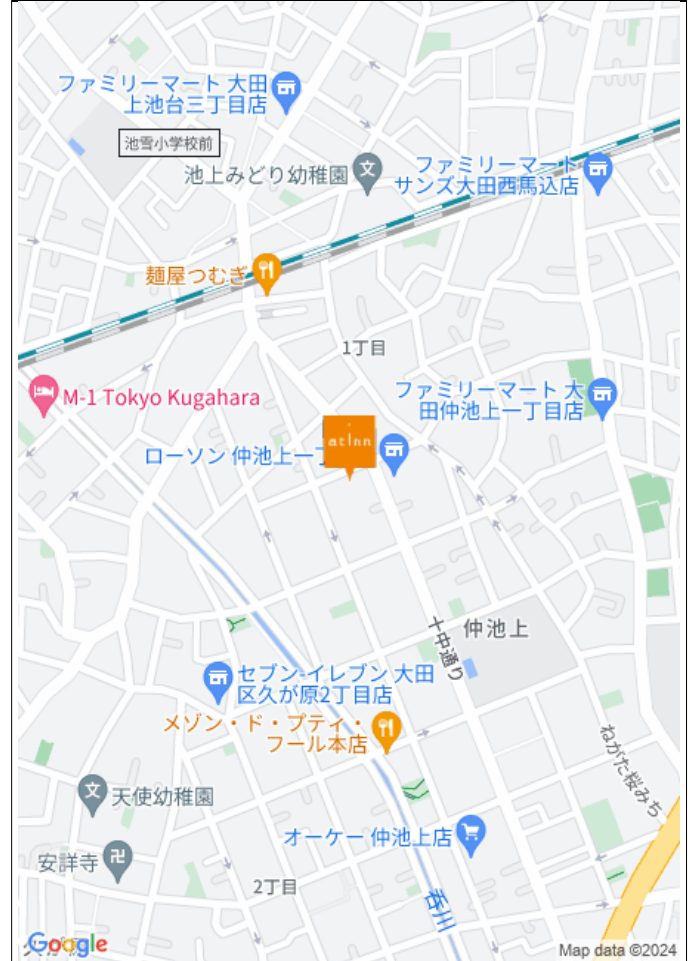 ファミリーマート 大田
上池台三丁目店
池雪小学校前
池上みどり幼稚園
ファミリーマート
サンズ大田西馬込店
麺屋つむぎ
1丁目
M-1 Tokyo Kugahara
ファミリーマート 大
田仲池上一丁目店
at inn
ローソン 仲池上一丁
十中通り
仲池上
セブン-イレブン 大田
区久が原2丁目店
メゾン・ド・プティ・
フール本店
ねがた桜みち
天使幼稚園
オーケー 仲池上店
安詳寺
2丁目
呑川
Google
Map data ©2024